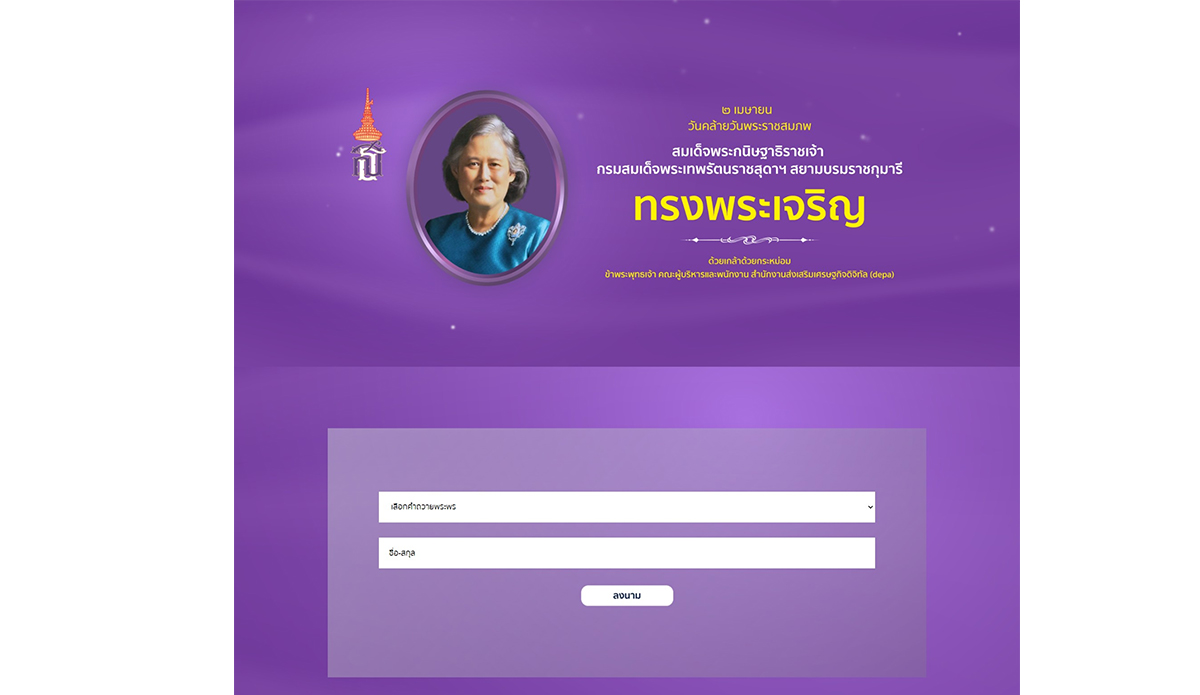 ๒ เมษายน
วันคล้ายวันพระราชสมภพ
สมเด็จพระกนิษฐาธิราชเจ้า
กรมสมเด็จพระเทพรัตนราชสุดาฯ สยามบรมราชกุมารี
ทรงพระเจริญ
ด้วยเกล้าด้วยกระหม่อม
ข้าพระพุทธเจ้า คณะผู้บริหารและพนักงาน สำนักงานส่งเสริมเศรษฐกิจดิจิทัล (depa)
เลือกคำถวายพระพร
ชื่อ-สกุล
ลงนาม